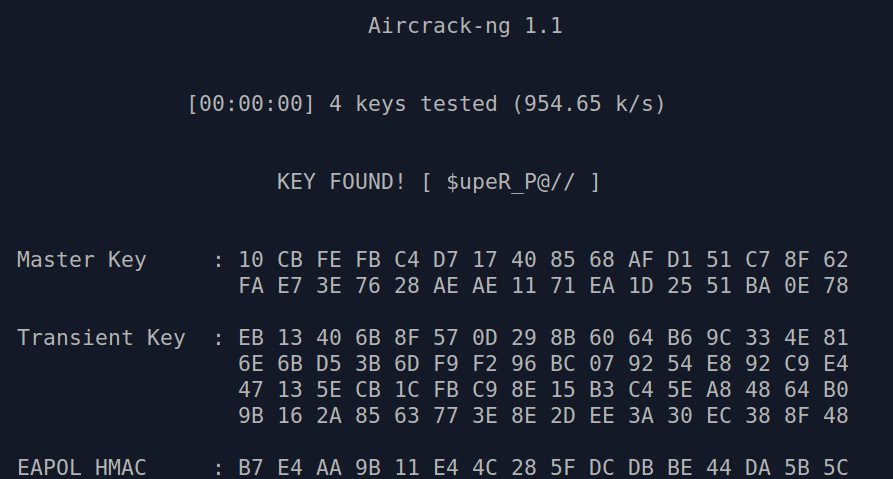 Aircrack-ng 1.1
[00:00:00] 4 keys tested (954.65 k/s)
KEY FOUND! [ $upeR_P@// ]
Master Key : 10 CB FE FB C4 D7 17 40 85 68 AF D1 51 C7 8F 62
FA E7 3E 76 28 AE AE 11 71 EA 1D 25 51 BA 0E 78
Transient Key : EB 13 40 6B 8F 57 0D 29 8B 60 64 B6 9C 33 4E 81
6E 6B D5 3B 6D F9 F2 96 BC 07 92 54 E8 92 C9 E4
47 13 5E CB 1C FB C9 8E 15 B3 C4 5E A8 48 64 B0
9B 16 2A 85 63 77 3E 8E 2D EE 3A 30 EC 38 8F 48
EAPOL HMAC : B7 E4 AA 9B 11 E4 4C 28 5F DC DB BE 44 DA 5B 5C